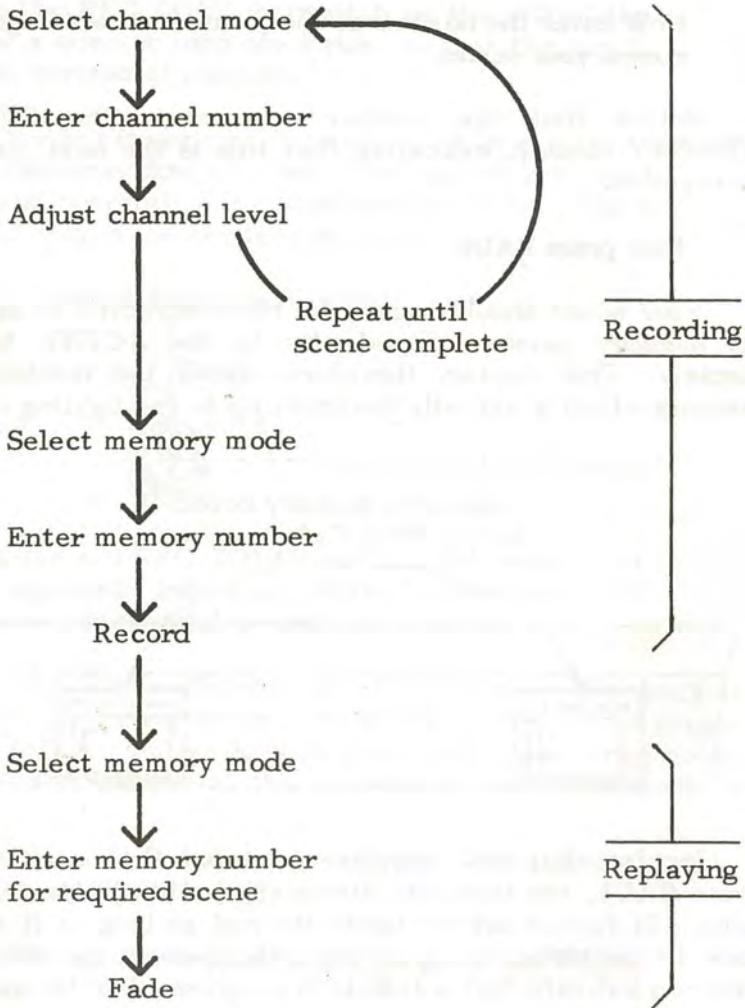 Select channel mode
Enter channel number
Adjust channel level
Repeat until
scene complete
Recording
Select memory mode
Enter memory number
Record
Select memory mode
Enter memory number
for required scene
Replaying
Fade